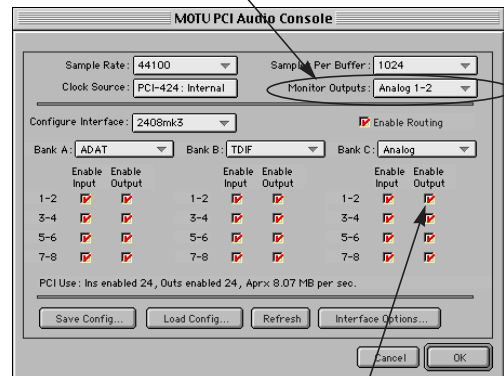 MOTU PCI Audio Console
Sample Rate: 44100 Samples Per Buffer: 1024
Clock Source: PCI-424: Internal Monitor Outputs: Analog 1-2
Configure Interface: 2408mk3 Enable Routing
Bank A: ADAT Bank B: TDIF Bank C: Analog
Enable Enable Enable Enable Enable Enable
Input Output Input Output Input Output
1-2 1-2 1-2
3-4 3-4 3-4
5-6 5-6 5-6
7-8 7-8 7-8
PCI Use: Ins enabled 24, Outs enabled 24, Aprx 8.07 MB per sec.
Save Config... Load Config... Refresh Interface Options...
Cancel OK